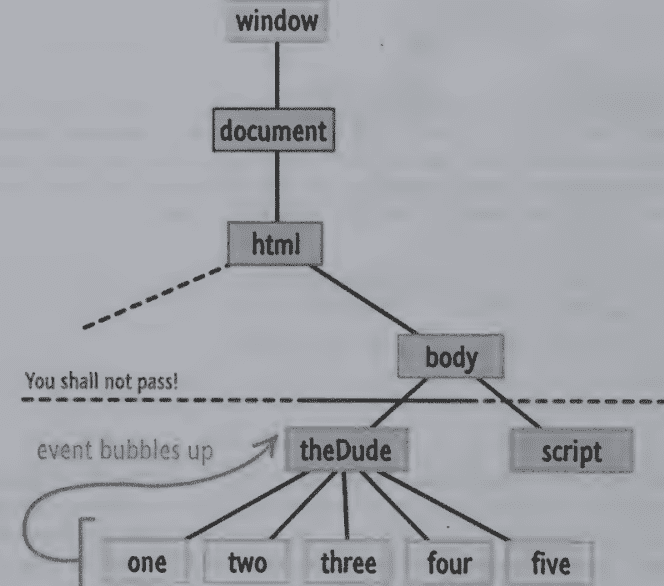 window
document
html
body
You shall not pass!
event bubbles up
theDude
script
one two three four five